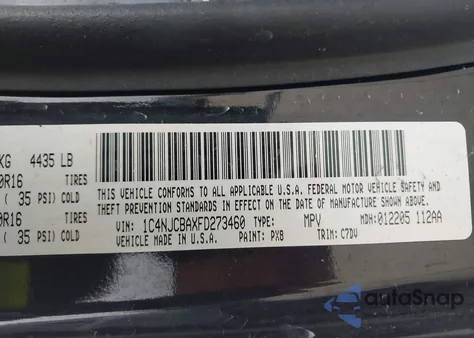 KG 4435 LB
0R16 TIRES
( 35 PSI) COLD
0R16 TIRES
( 35 PSI) COLD
THIS VEHICLE CONFORMS TO ALL APPLICABLE U.S.A. FEDERAL MOTOR VEHICLE SAFETY AND
THEFT PREVENTION STANDARDS IN EFFECT ON THE DATE OF MANUFACTURE SHOWN ABOVE.
VIN: 1C4NJCBAXFD273460 TYPE: MPV MDH: 012205 112AA
VEHICLE MADE IN U.S.A. PAINT: PX8 TRIM: C7DV
autoSnap